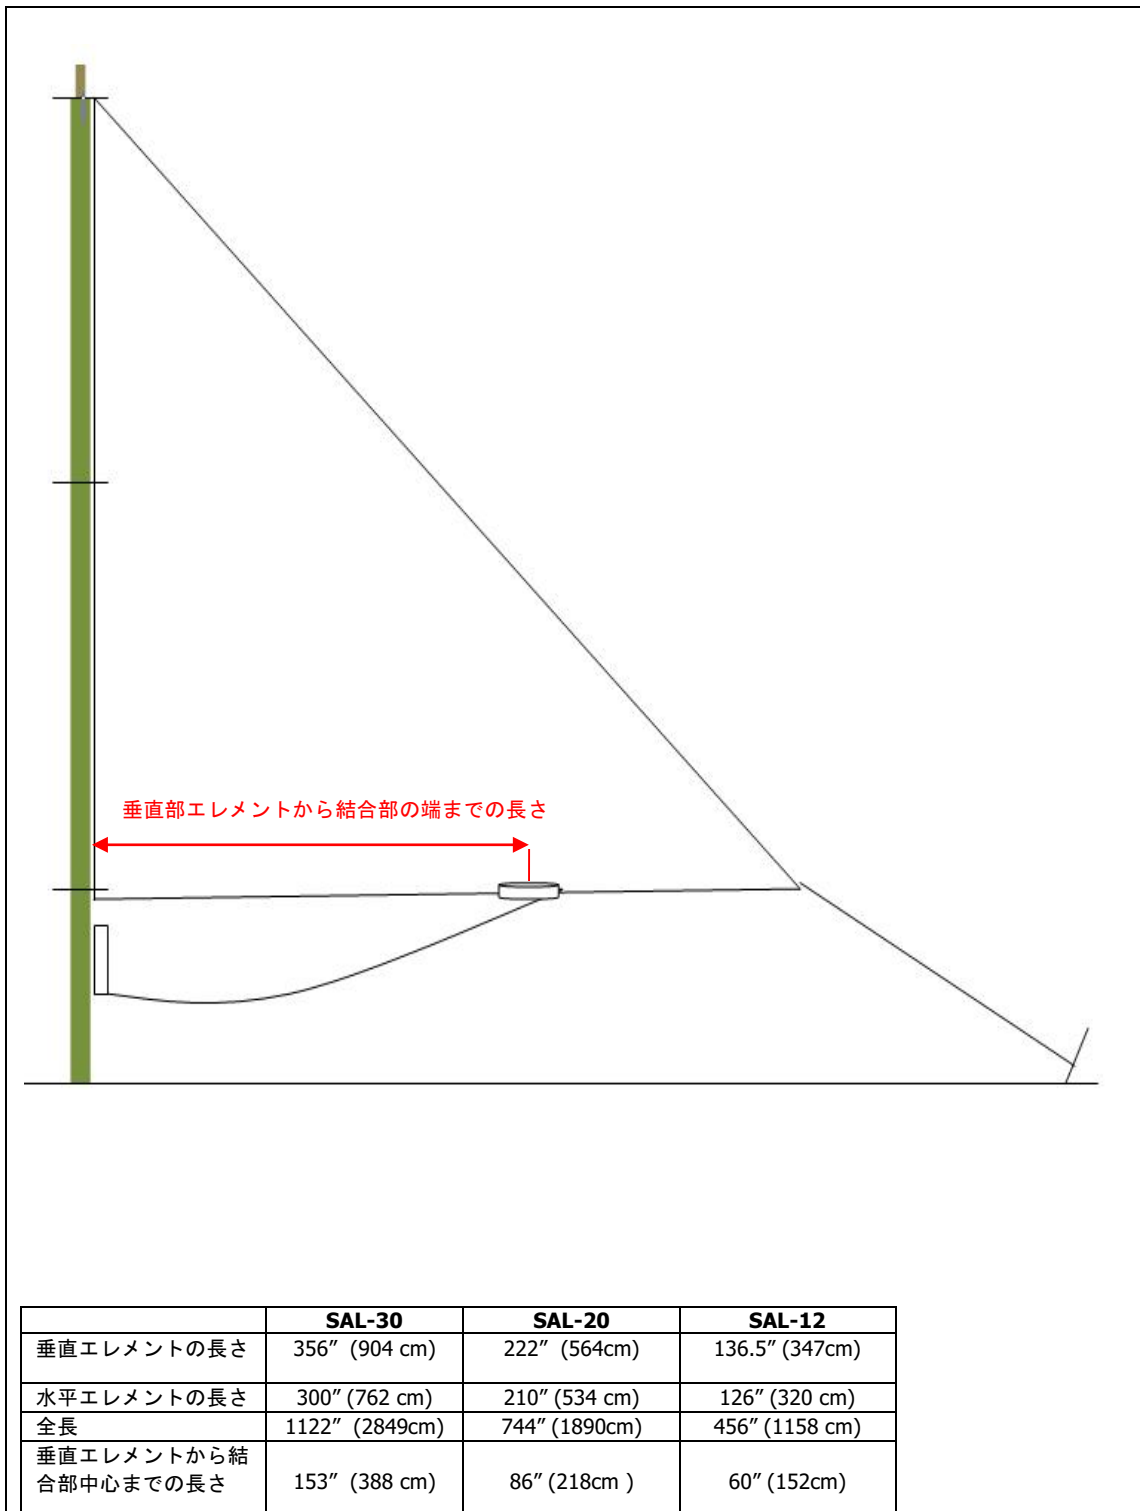 垂直部エレメントから結合部の端までの長さ
SAL-30 SAL-20 SAL-12
垂直エレメントの長さ 356” (904 cm) 222” (564cm) 136.5” (347cm)
水平エレメントの長さ 300” (762 cm) 210” (534 cm) 126” (320 cm)
全長 1122” (2849cm) 744” (1890cm) 456” (1158 cm)
垂直エレメントから結
合部中心までの長さ 153” (388 cm) 86” (218cm ) 60” (152cm)